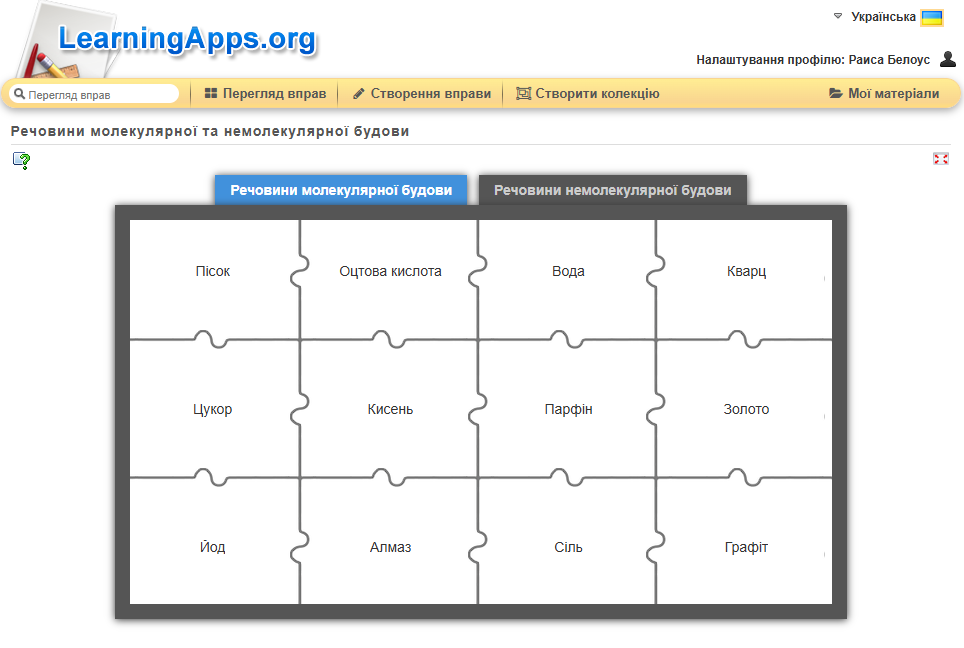 LearningApps.org
Українська
Налаштування профілю: Раиса Белоус
Перегляд вправ
Перегляд вправ
Створення вправи
Створити колекцію
Мої матеріали
Речовини молекулярної та немолекулярної будови
Речовини молекулярної будови
Речовини немолекулярної будови
Пісок
Оцтова кислота
Вода
Кварц
Цукор
Кисень
Парфін
Золото
Йод
Алмаз
Сіль
Графіт